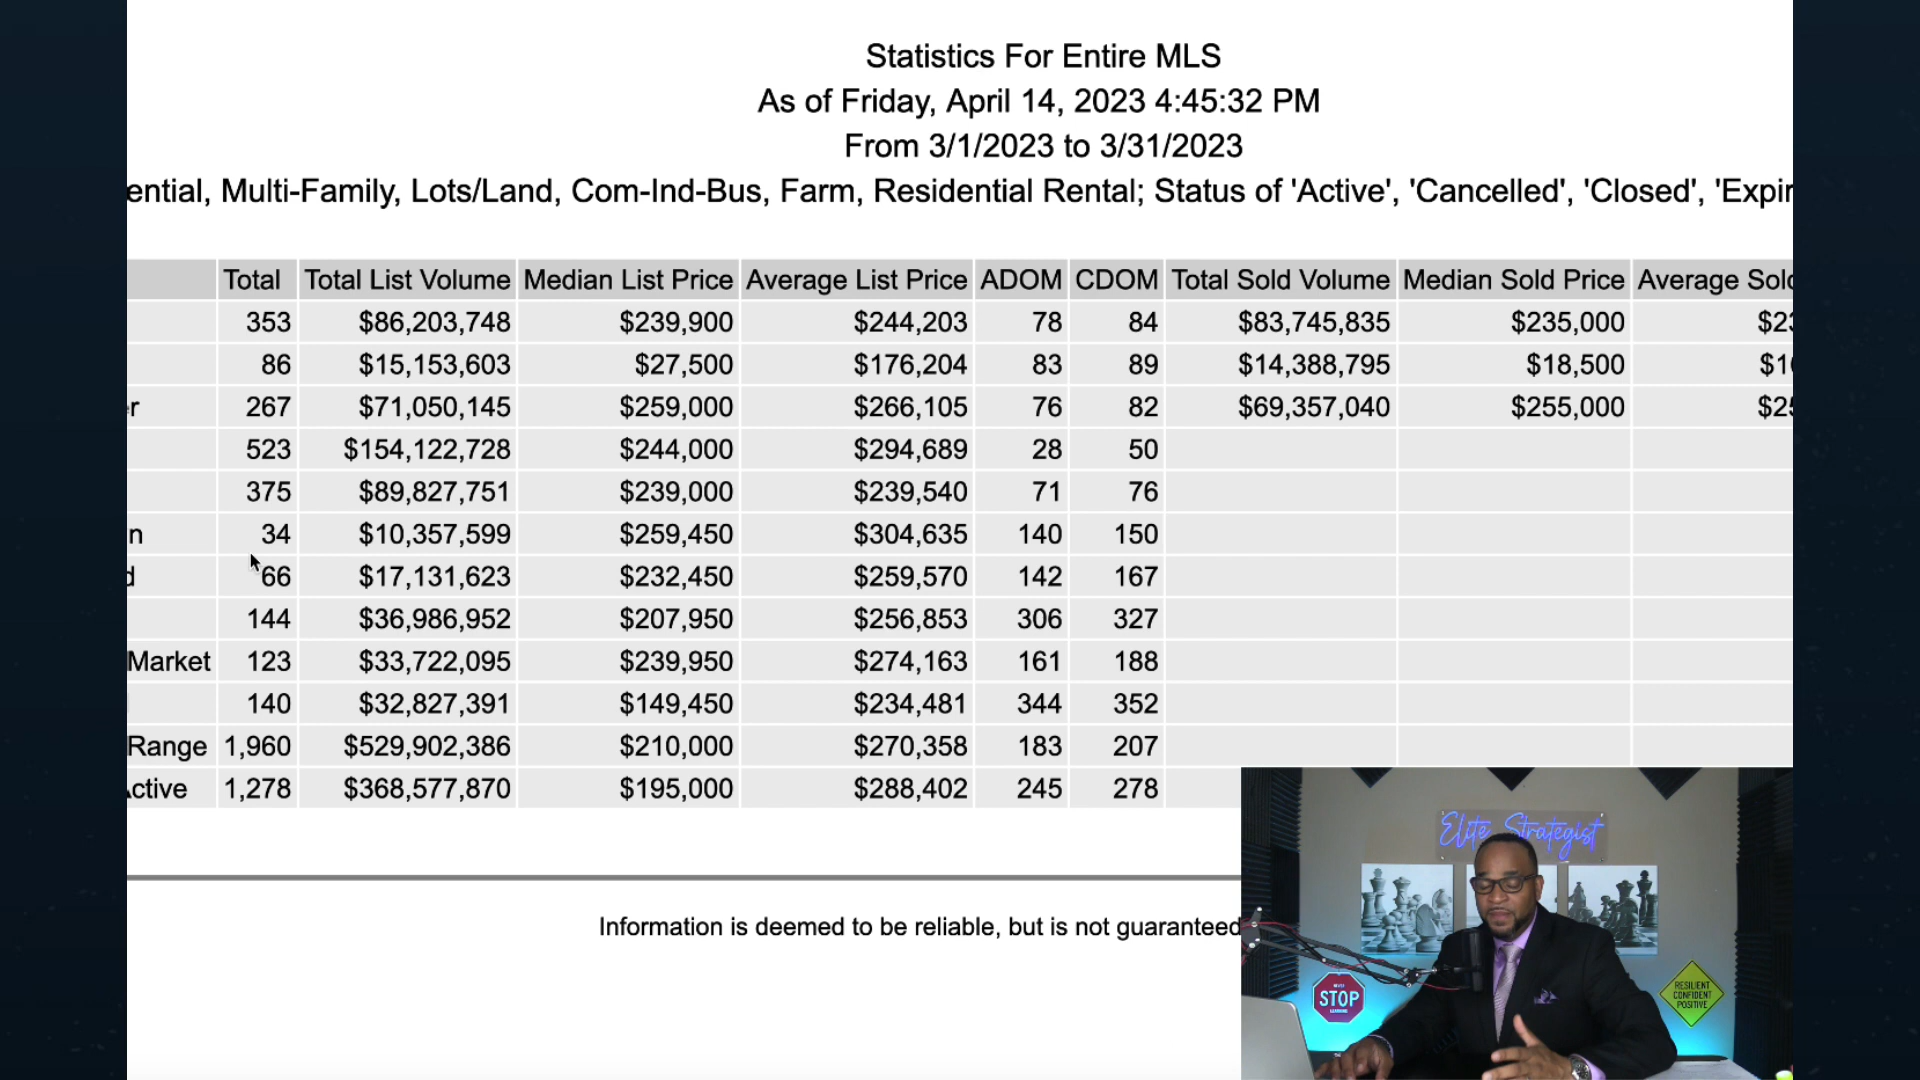 Statistics For Entire MLS
As of Friday, April 14, 2023 4:45:32 PM
From 3/1/2023 to 3/31/2023
ential, Multi-Family, Lots/Land, Com-Ind-Bus, Farm, Residential Rental; Status of 'Active', 'Cancelled', 'Closed', 'Expir
Total Total List Volume Median List Price Average List Price ADOM CDOM Total Sold Volume Median Sold Price Average Sold
353 $86,203,748 $239,900 $244,203 78 84 $83,745,835 $235,000 $23
86 $15,153,603 $27,500 $176,204 83 89 $14,388,795 $18,500 $16
er 267 $71,050,145 $259,000 $266,105 76 82 $69,357,040 $255,000 $25
523 $154,122,728 $244,000 $294,689 28 50
375 $89,827,751 $239,000 $239,540 71 76
n 34 $10,357,599 $259,450 $304,635 140 150
d 66 $17,131,623 $232,450 $259,570 142 167
144 $36,986,952 $207,950 $256,853 306 327
Market 123 $33,722,095 $239,950 $274,163 161 188
140 $32,827,391 $149,450 $234,481 344 352
Range 1,960 $529,902,386 $210,000 $270,358 183 207
Active 1,278 $368,577,870 $195,000 $288,402 245 278
Information is deemed to be reliable, but is not guaranteed
Elite Strategist
STOP
RESILIENT
CONFIDENT
POSITIVE